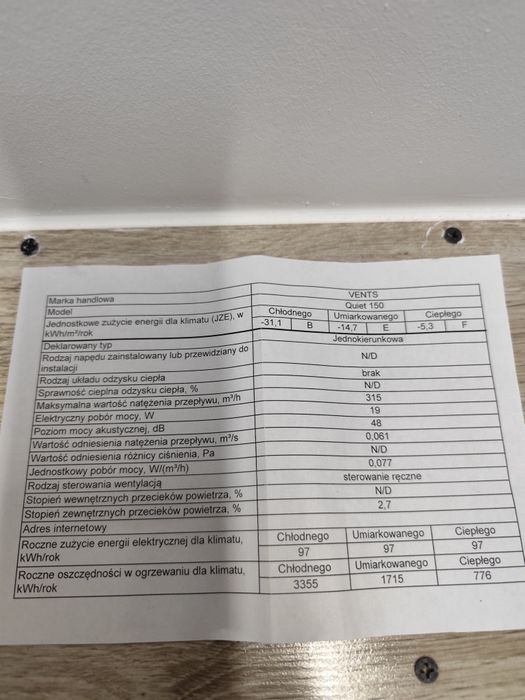 Marka handlowa VENTS
Model Quiet 150
Jednostkowe zużycie energii dla klimatu (JZE), w kWh/m³/rok Chłodnego Umiarkowanego Ciepłego
-31,1 B -14,7 E -5,3 F
Deklarowany typ Jednokierunkowa
Rodzaj napędu zainstalowany lub przewidziany do
instalacji N/D
Rodzaj układu odzysku ciepła brak
Sprawność cieplna odzysku ciepła, % N/D
Maksymalna wartość natężenia przepływu, m³/h 315
Elektryczny pobór mocy, W 19
Poziom mocy akustycznej, dB 48
Wartość odniesienia natężenia przepływu, m³/s 0,061
Wartość odniesienia różnicy ciśnienia, Pa N/D
Jednostkowy pobór mocy, W/(m³/h) 0,077
Rodzaj sterowania wentylacją sterowanie ręczne
Stopień wewnętrznych przecieków powietrza, % N/D
Stopień zewnętrznych przecieków powietrza, % 2,7
Adres internetowy
Roczne zużycie energii elektrycznej dla klimatu, Chłodnego Umiarkowanego Ciepłego
kWh/rok 97 97 97
Roczne oszczędności w ogrzewaniu dla klimatu, Chłodnego Umiarkowanego Ciepłego
kWh/rok 3355 1715 776